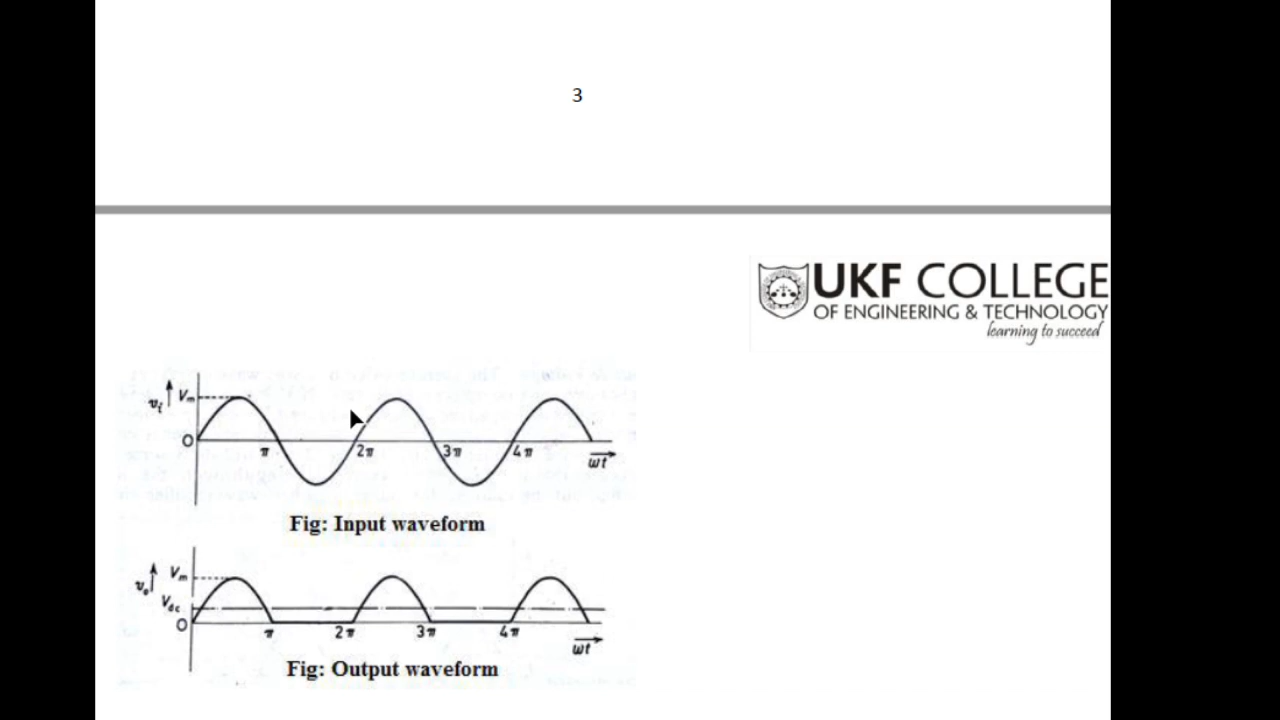 3
UKF COLLEGE
OF ENGINEERING & TECHNOLOGY
learning to succeed
vi Vm
O π 2π 3π 4π ωt
Fig: Input waveform
vo Vm
Vdc
O π 2π 3π 4π ωt
Fig: Output waveform